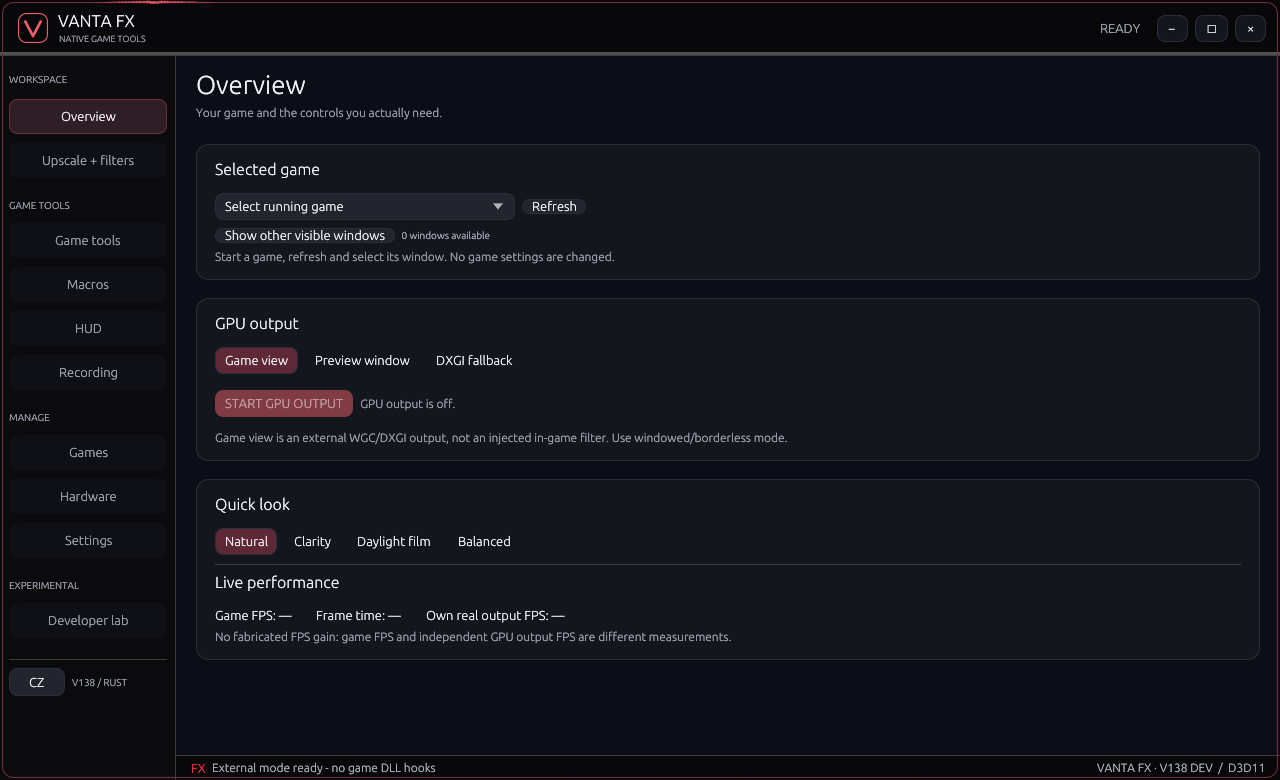 VANTA FX
NATIVE GAME TOOLS
READY
WORKSPACE
Overview
Upscale + filters
GAME TOOLS
Game tools
Macros
HUD
Recording
MANAGE
Games
Hardware
Settings
EXPERIMENTAL
Developer lab
CZ V138 / RUST
Overview
Your game and the controls you actually need.
Selected game
Select running game Refresh
Show other visible windows 0 windows available
Start a game, refresh and select its window. No game settings are changed.
GPU output
Game view Preview window DXGI fallback
START GPU OUTPUT GPU output is off.
Game view is an external WGC/DXGI output, not an injected in-game filter. Use windowed/borderless mode.
Quick look
Natural Clarity Daylight film Balanced
Live performance
Game FPS: — Frame time: — Own real output FPS: —
No fabricated FPS gain: game FPS and independent GPU output FPS are different measurements.
FX External mode ready - no game DLL hooks
VANTA FX · V138 DEV / D3D11